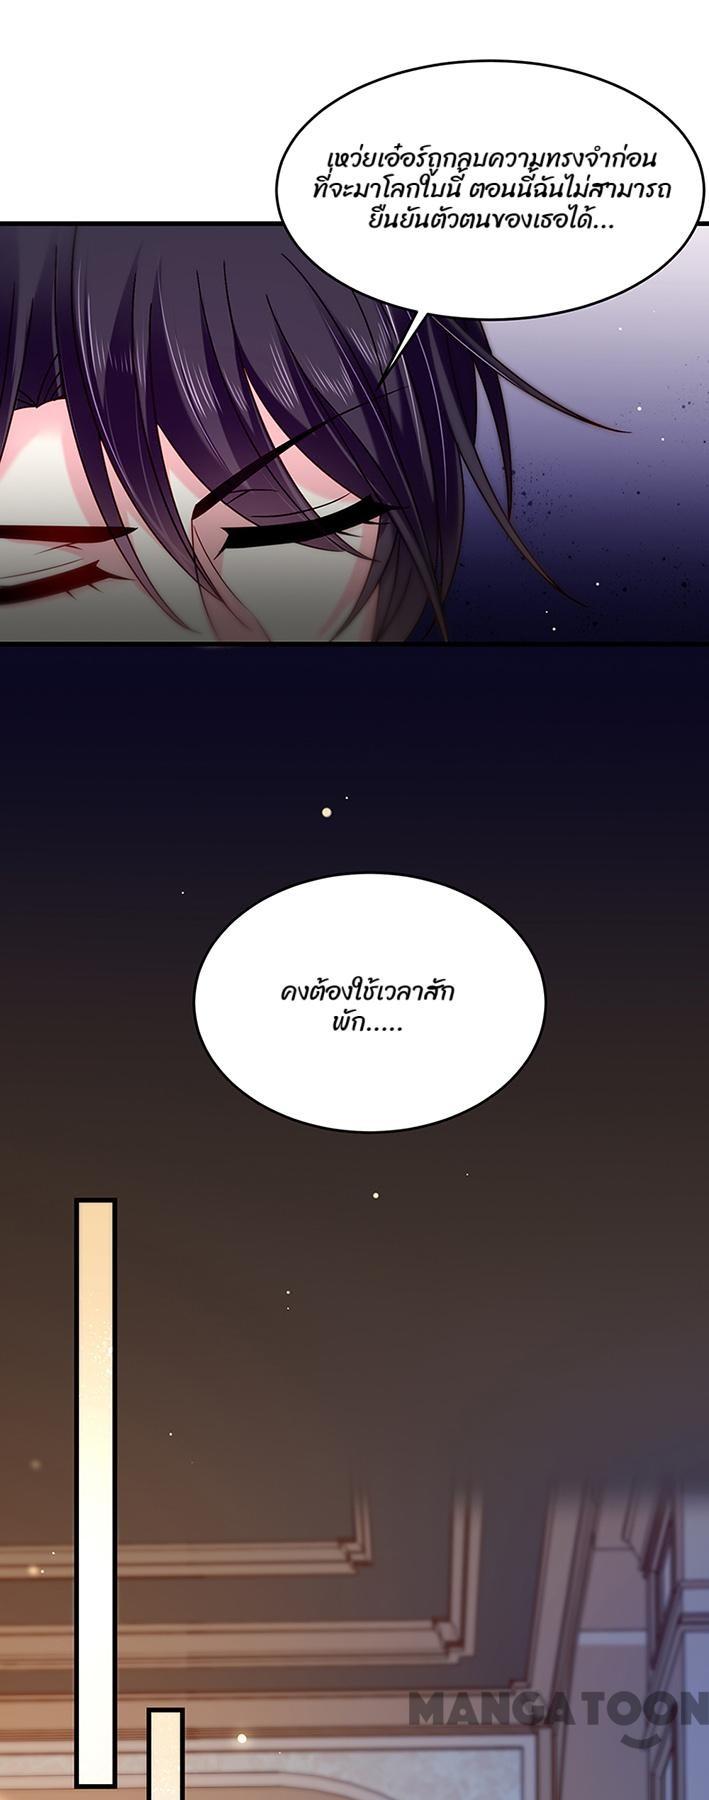 เหว่ยเอ๋อร์ถูกลบความทรงจำก่อน
ที่จะมาโลกใบนี้ ตอนนี้ฉันไม่สามารถ
ยืนยันตัวตนของเธอได้...
คงต้องใช้เวลาสัก
พัก.....
MANGATOON